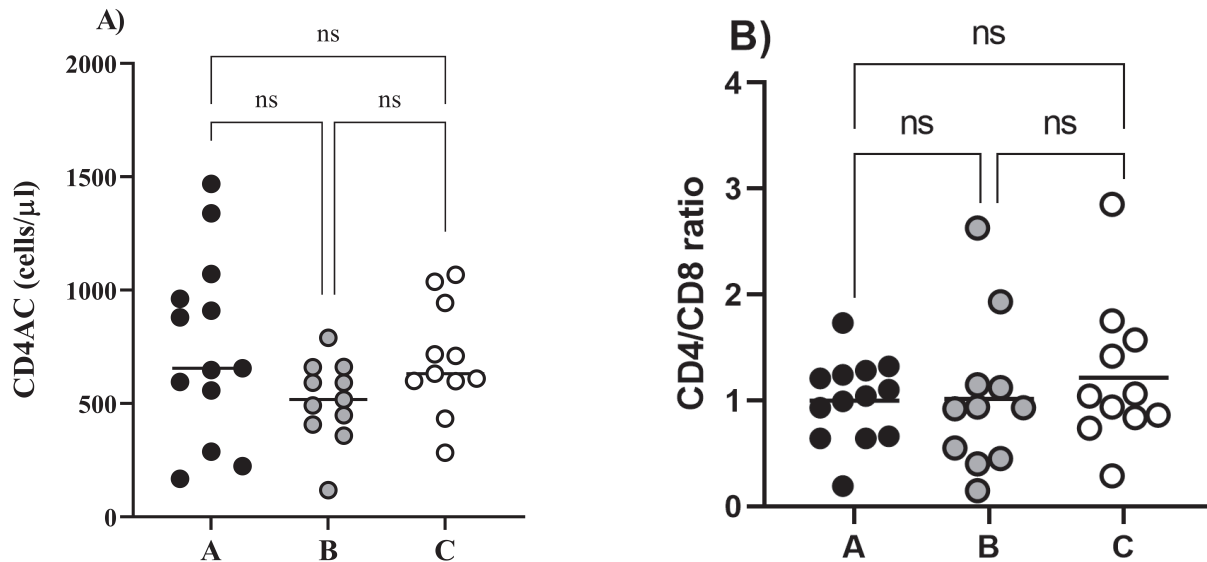 A)
ns
ns
ns
CD4AC (cells/µl)
2000
1500
1000
500
0
A
B
C
B)
ns
ns
ns
CD4/CD8 ratio
4
3
2
1
0
A
B
C